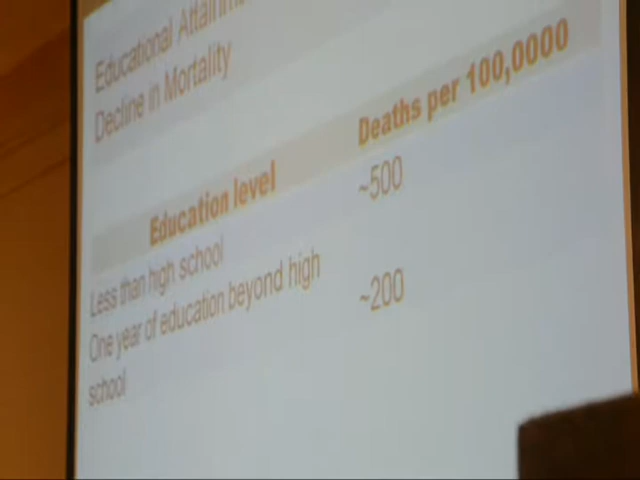 Educational
Decline in Mortality
Education level Deaths per 100,0000
Less than high school ~500
One year of education beyond high ~200
school